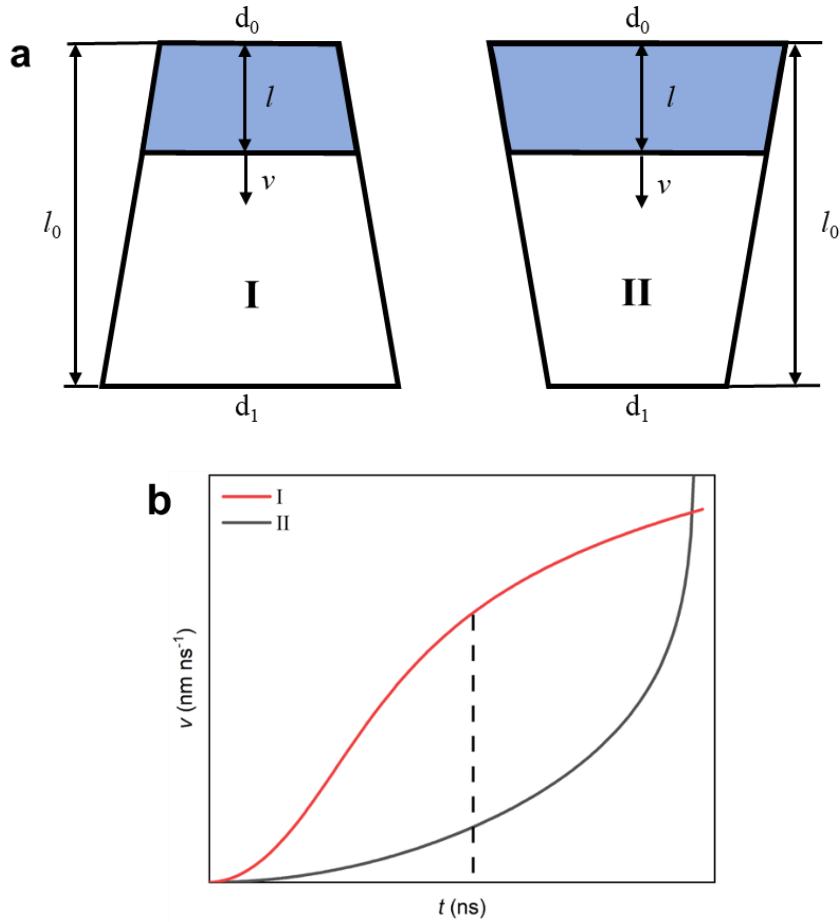 a
d₀
l
v
l₀
I
d₁
d₀
l
v
l₀
II
d₁
b
I
II
v (nm ns⁻¹)
t (ns)